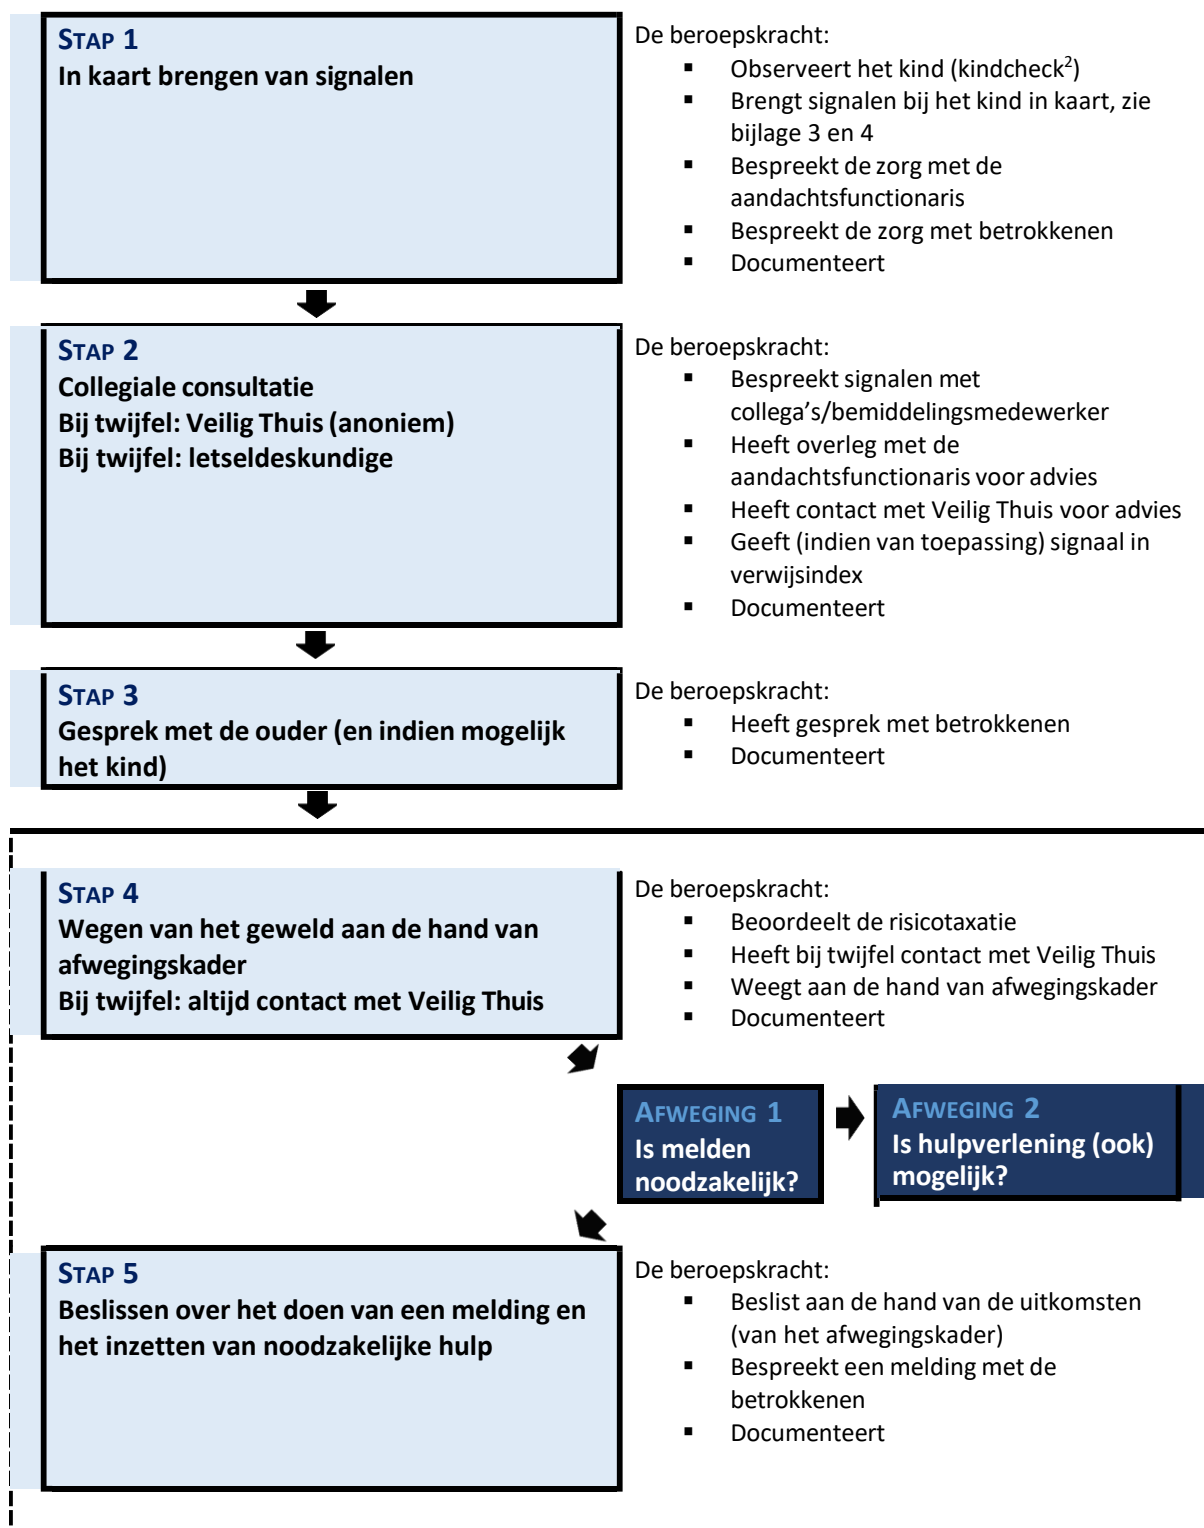 STAP 1
In kaart brengen van signalen
De beroepskracht:
▪ Observeert het kind (kindcheck²)
▪ Brengt signalen bij het kind in kaart, zie
bijlage 3 en 4
▪ Bespreekt de zorg met de
aandachtsfunctionaris
▪ Bespreekt de zorg met betrokkenen
▪ Documenteert
STAP 2
Collegiale consultatie
Bij twijfel: Veilig Thuis (anoniem)
Bij twijfel: letseldeskundige
De beroepskracht:
▪ Bespreekt signalen met
collega’s/bemiddelingsmedewerker
▪ Heeft overleg met de
aandachtsfunctionaris voor advies
▪ Heeft contact met Veilig Thuis voor advies
▪ Geeft (indien van toepassing) signaal in
verwijsindex
▪ Documenteert
STAP 3
Gesprek met de ouder (en indien mogelijk
het kind)
De beroepskracht:
▪ Heeft gesprek met betrokkenen
▪ Documenteert
STAP 4
Wegen van het geweld aan de hand van
afwegingskader
Bij twijfel: altijd contact met Veilig Thuis
De beroepskracht:
▪ Beoordeelt de risicotaxatie
▪ Heeft bij twijfel contact met Veilig Thuis
▪ Weegt aan de hand van afwegingskader
▪ Documenteert
AFWEGING 1
Is melden
noodzakelijk?
AFWEGING 2
Is hulpverlening (ook)
mogelijk?
STAP 5
Beslissen over het doen van een melding en
het inzetten van noodzakelijke hulp
De beroepskracht:
▪ Beslist aan de hand van de uitkomsten
(van het afwegingskader)
▪ Bespreekt een melding met de
betrokkenen
▪ Documenteert